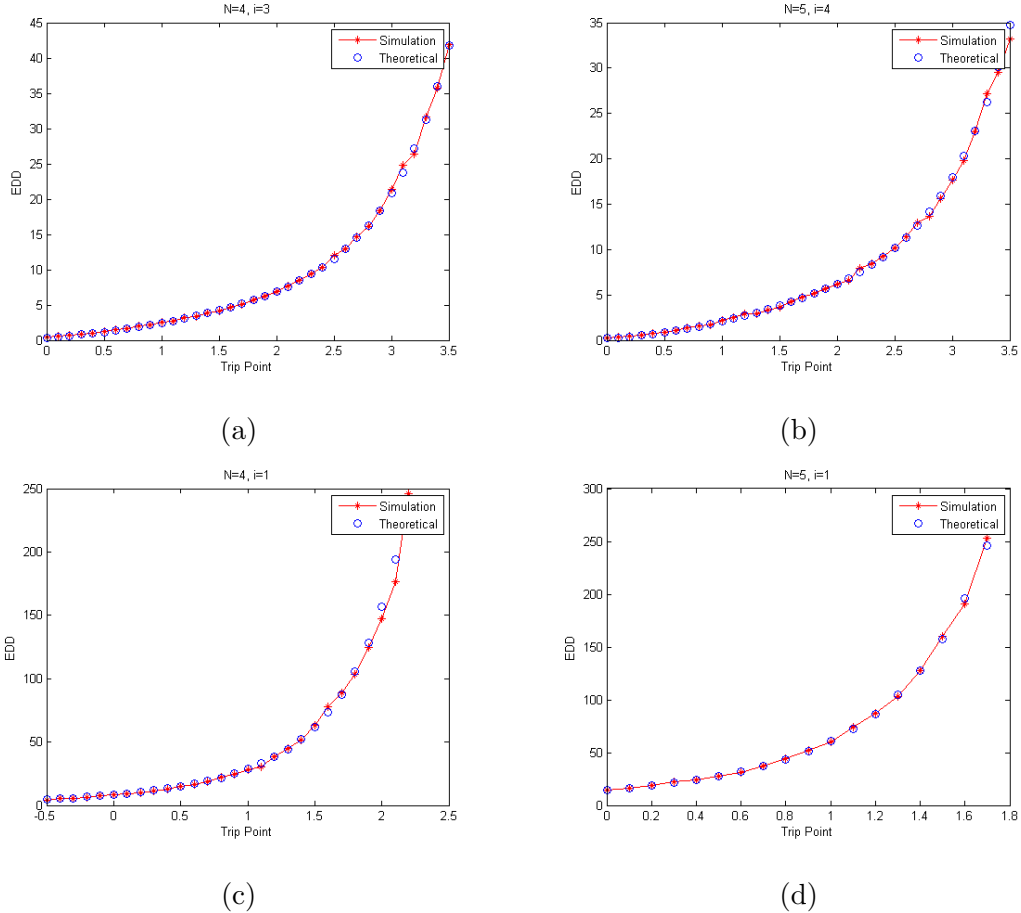 N=4, i=3
45
40
35
30
25
20
15
10
5
0
EDD
0 0.5 1 1.5 2 2.5 3 3.5
Trip Point
Simulation
Theoretical
(a)
N=5, i=4
35
30
25
20
15
10
5
0
EDD
0 0.5 1 1.5 2 2.5 3 3.5
Trip Point
Simulation
Theoretical
(b)
N=4, i=1
250
200
150
100
50
0
EDD
-0.5 0 0.5 1 1.5 2 2.5
Trip Point
Simulation
Theoretical
(c)
N=5, i=1
300
250
200
150
100
50
0
EDD
0 0.2 0.4 0.6 0.8 1 1.2 1.4 1.6 1.8
Trip Point
Simulation
Theoretical
(d)